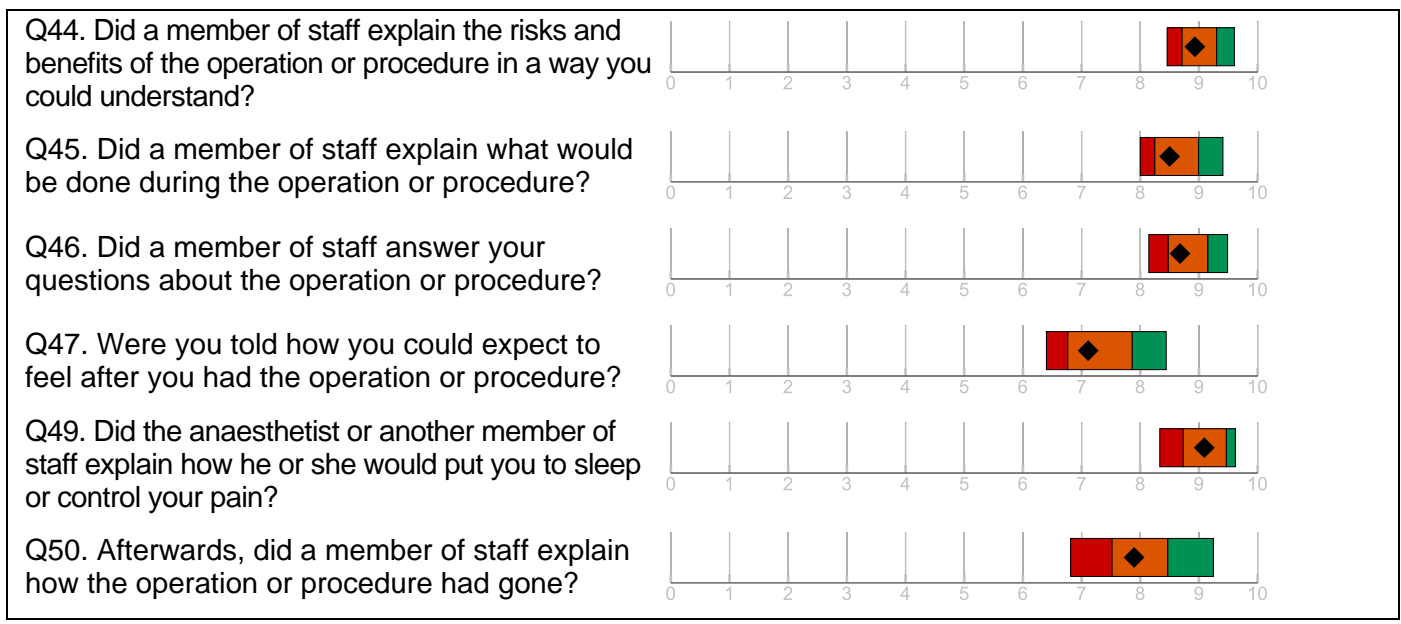 Q44. Did a member of staff explain the risks and
benefits of the operation or procedure in a way you
could understand?
0 1 2 3 4 5 6 7 8 9 10
Q45. Did a member of staff explain what would
be done during the operation or procedure?
0 1 2 3 4 5 6 7 8 9 10
Q46. Did a member of staff answer your
questions about the operation or procedure?
0 1 2 3 4 5 6 7 8 9 10
Q47. Were you told how you could expect to
feel after you had the operation or procedure?
0 1 2 3 4 5 6 7 8 9 10
Q49. Did the anaesthetist or another member of
staff explain how he or she would put you to sleep
or control your pain?
0 1 2 3 4 5 6 7 8 9 10
Q50. Afterwards, did a member of staff explain
how the operation or procedure had gone?
0 1 2 3 4 5 6 7 8 9 10